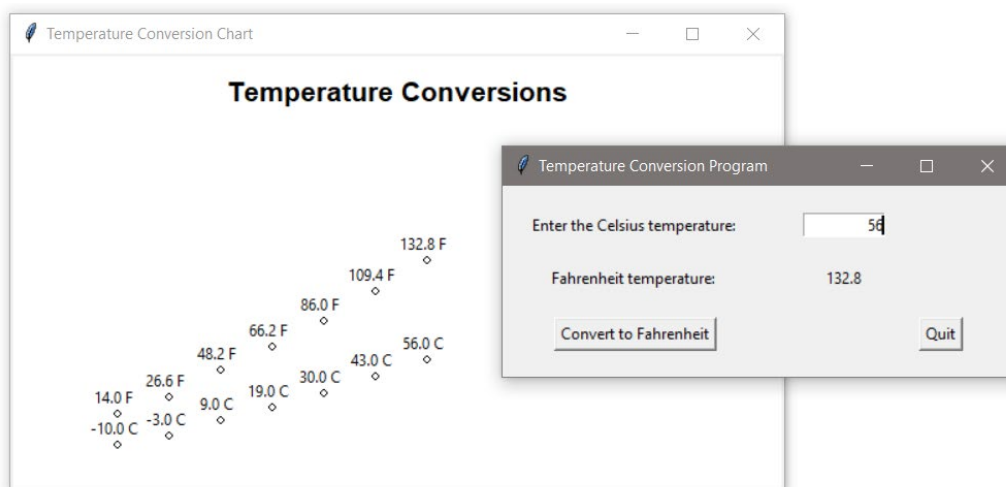 Temperature Conversion Chart
Temperature Conversions
132.8 F
109.4 F
86.0 F
66.2 F
48.2 F
26.6 F
14.0 F
56.0 C
43.0 C
30.0 C
19.0 C
9.0 C
-3.0 C
-10.0 C
Temperature Conversion Program
Enter the Celsius temperature: 56
Fahrenheit temperature: 132.8
Convert to Fahrenheit Quit